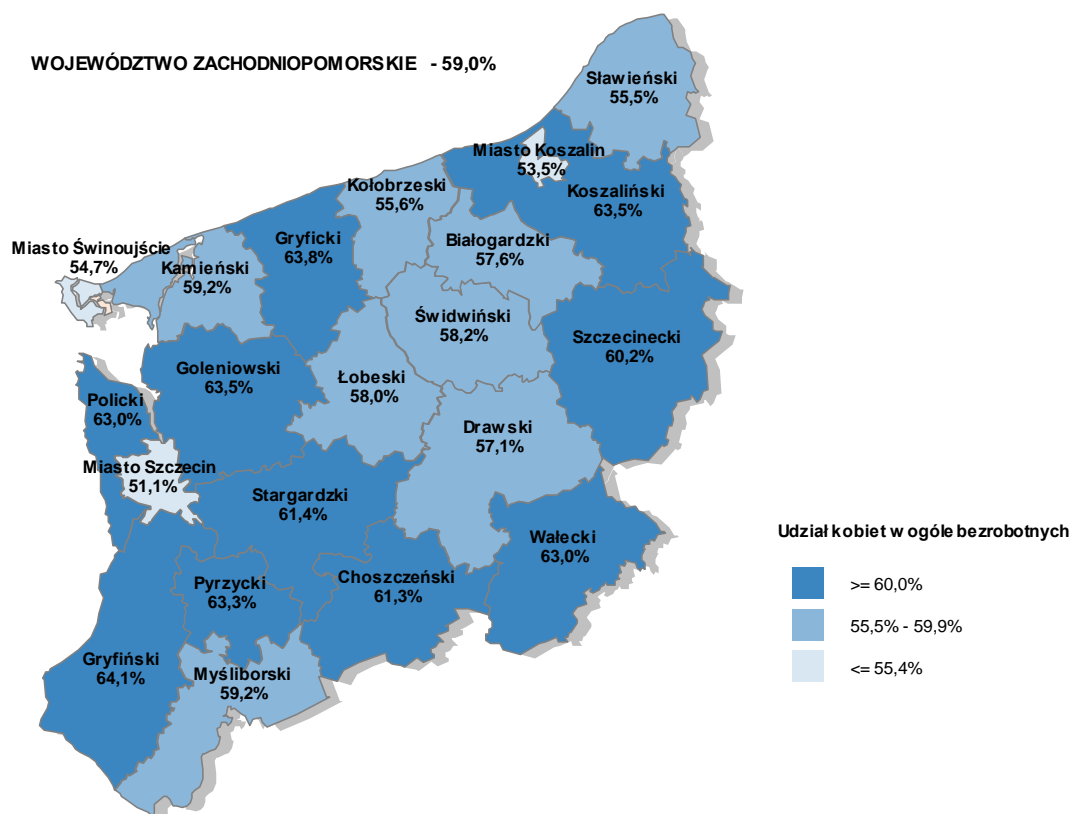 WOJEWÓDZTWO ZACHODNIOPOMORSKIE - 59,0%
Sławieński
55,5%
Miasto Koszalin
53,5%
Koszaliński
63,5%
Kołobrzeski
55,6%
Gryficki
63,8%
Białogardzki
57,6%
Miasto Świnoujście
54,7%
Kamieński
59,2%
Świdwiński
58,2%
Szczecinecki
60,2%
Goleniowski
63,5%
Łobeski
58,0%
Policki
63,0%
Drawski
57,1%
Miasto Szczecin
51,1%
Stargardzki
61,4%
Wałecki
63,0%
Pyrzycki
63,3%
Choszczeński
61,3%
Gryfiński
64,1%
Myśliborski
59,2%
Udział kobiet w ogóle bezrobotnych
>= 60,0%
55,5% - 59,9%
<= 55,4%